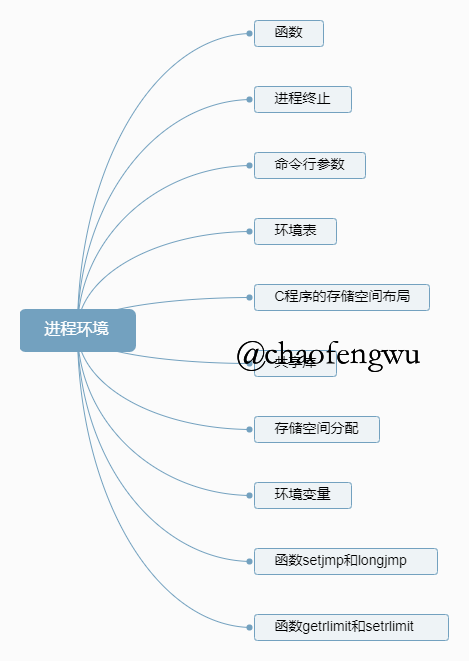 函数
进程终止
命令行参数
环境表
C程序的存储空间布局
进程环境
@chaofengwu
共享库
存储空间分配
环境变量
函数setjmp和longjmp
函数getrlimit和setrlimit